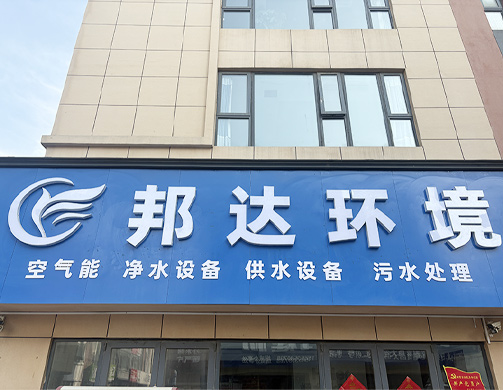 邦达环境
空气能 净水设备 供水设备 污水处理